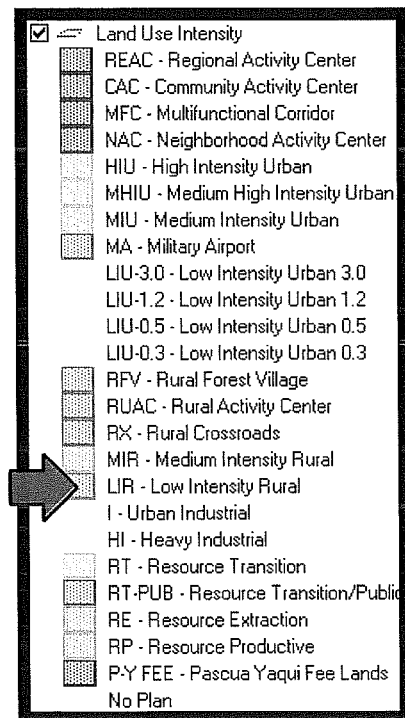 Land Use Intensity
REAC - Regional Activity Center
CAC - Community Activity Center
MFC - Multifunctional Corridor
NAC - Neighborhood Activity Center
HIU - High Intensity Urban
MHIU - Medium High Intensity Urban
MIU - Medium Intensity Urban
MA - Military Airport
LIU-3.0 - Low Intensity Urban 3.0
LIU-1.2 - Low Intensity Urban 1.2
LIU-0.5 - Low Intensity Urban 0.5
LIU-0.3 - Low Intensity Urban 0.3
RFV - Rural Forest Village
RUAC - Rural Activity Center
RX - Rural Crossroads
MIR - Medium Intensity Rural
LIR - Low Intensity Rural
I - Urban Industrial
HI - Heavy Industrial
RT - Resource Transition
RT-PUB - Resource Transition/Public
RE - Resource Extraction
RP - Resource Productive
P-Y FEE - Pascua Yaqui Fee Lands
No Plan